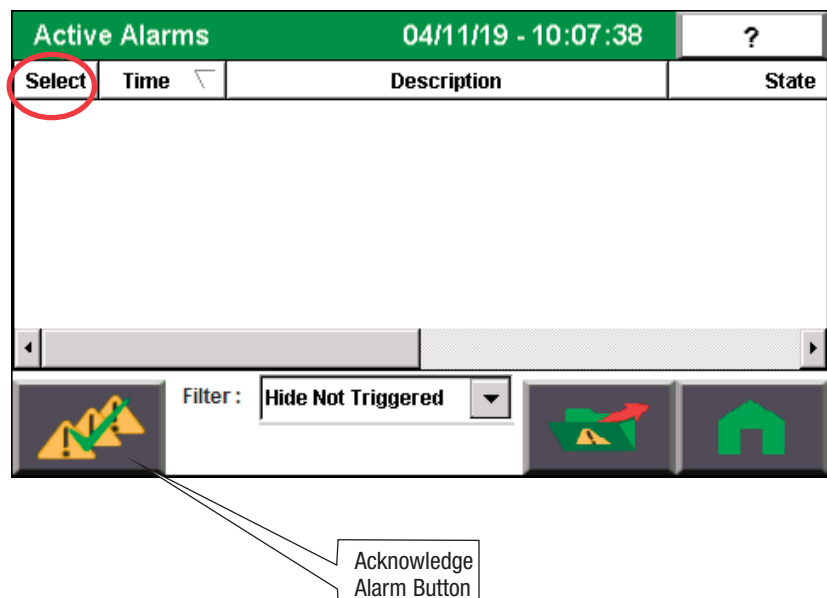 Active Alarms 04/11/19 - 10:07:38 ?
Select Time Description State
Filter: Hide Not Triggered
Acknowledge
Alarm Button